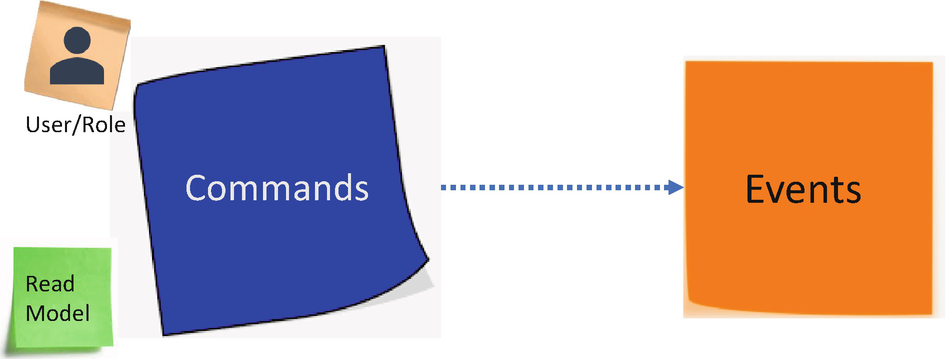 User/Role
Commands
Events
Read
Model